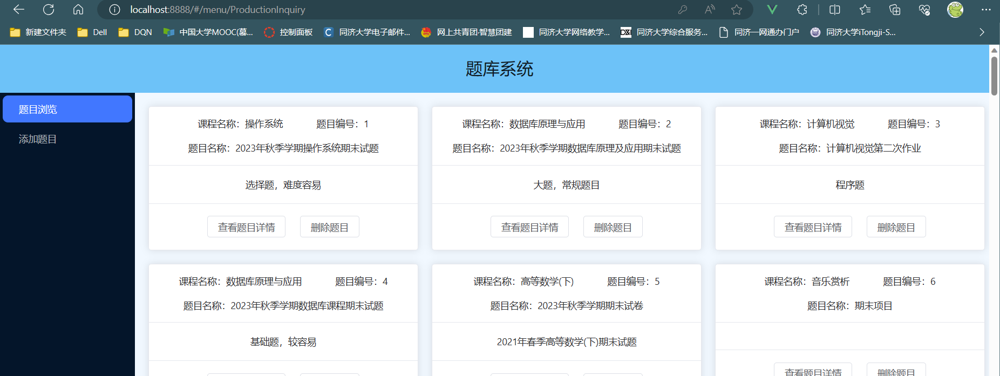 localhost:8888/#/menu/ProductionInquiry
新建文件夹 Dell DQN 中国大学MOOC(慕... 控制面板 同济大学电子邮件... 网上共青团·智慧团建 同济大学网络教学... 同济大学综合服务... 同济一网通办门户 同济大学iTongji-S...
题库系统
题目浏览
添加题目
课程名称：操作系统 题目编号：1
题目名称：2023年秋季学期操作系统期末试题
选择题，难度容易
查看题目详情 删除题目
课程名称：数据库原理与应用 题目编号：2
题目名称：2023年秋季学期数据库原理及应用期末试题
大题，常规题目
查看题目详情 删除题目
课程名称：计算机视觉 题目编号：3
题目名称：计算机视觉第二次作业
程序题
查看题目详情 删除题目
课程名称：数据库原理与应用 题目编号：4
题目名称：2023年秋季学期数据库课程期末试题
基础题，较容易
课程名称：高等数学(下) 题目编号：5
题目名称：2023年秋季学期期末试卷
2021年春季高等数学(下)期末试题
课程名称：音乐赏析 题目编号：6
题目名称：期末项目
查看题目详情 删除题目